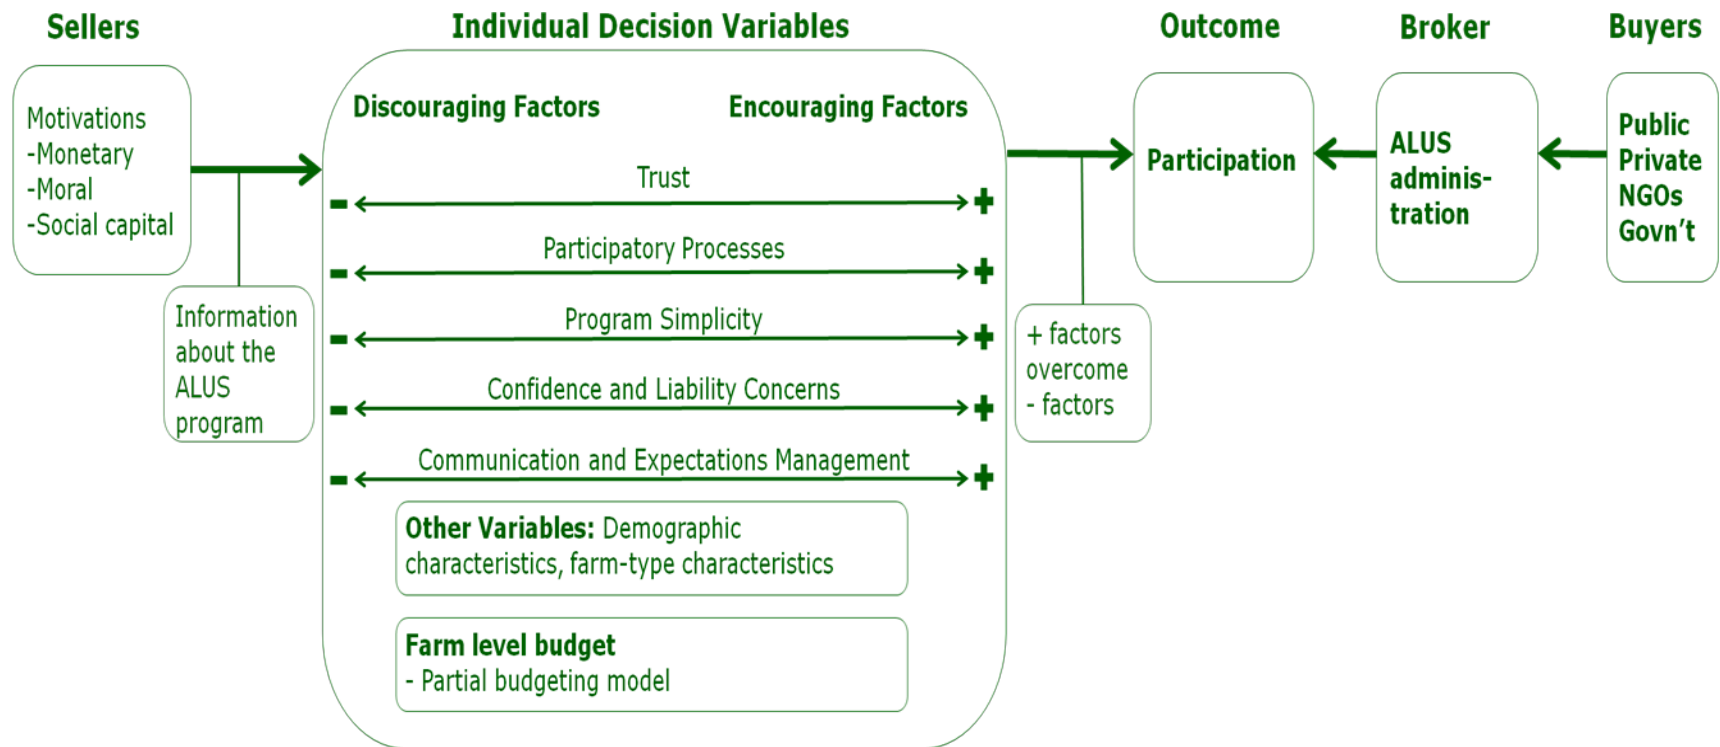 Sellers
Individual Decision Variables
Outcome
Broker
Buyers
Motivations
-Monetary
-Moral
-Social capital
Information
about the
ALUS
program
Discouraging Factors
Encouraging Factors
Trust
- +
Participatory Processes
- +
Program Simplicity
- +
Confidence and Liability Concerns
- +
Communication and Expectations Management
- +
Other Variables: Demographic
characteristics, farm-type characteristics
Farm level budget
- Partial budgeting model
+ factors
overcome
- factors
Participation
ALUS
adminis-
tration
Public
Private
NGOs
Govn’t